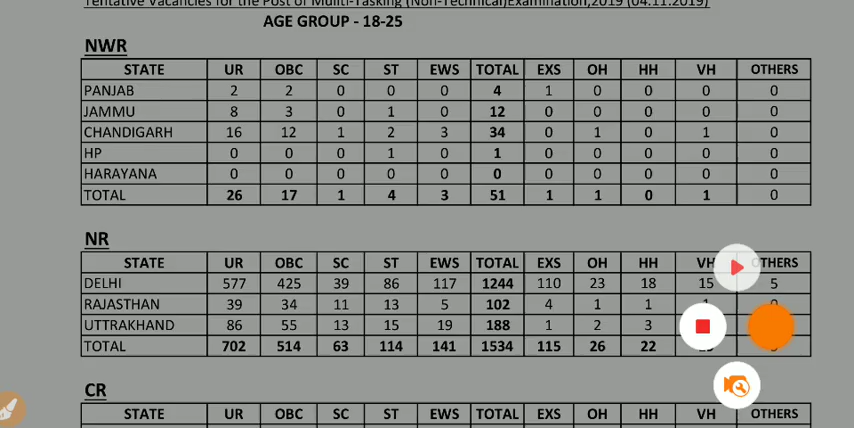 Tentative Vacancies for the Post of Muliti-Tasking (Non-Technical)Examination,2019 (04.11.2019)
AGE GROUP - 18-25
NWR
STATE UR OBC SC ST EWS TOTAL EXS OH HH VH OTHERS
PANJAB 2 2 0 0 0 4 1 0 0 0 0
JAMMU 8 3 0 1 0 12 0 0 0 0 0
CHANDIGARH 16 12 1 2 3 34 0 1 0 1 0
HP 0 0 0 1 0 1 0 0 0 0 0
HARAYANA 0 0 0 0 0 0 0 0 0 0 0
TOTAL 26 17 1 4 3 51 1 1 0 1 0
NR
STATE UR OBC SC ST EWS TOTAL EXS OH HH VH
DELHI 577 425 39 86 117 1244 110 23 18 15 5
RAJASTHAN 39 34 11 13 5 102 4 1 1
UTTRAKHAND 86 55 13 15 19 188 1 2 3
TOTAL 702 514 63 114 141 1534 115 26 22
CR
STATE UR OBC SC ST EWS TOTAL EXS OH HH VH OTHERS